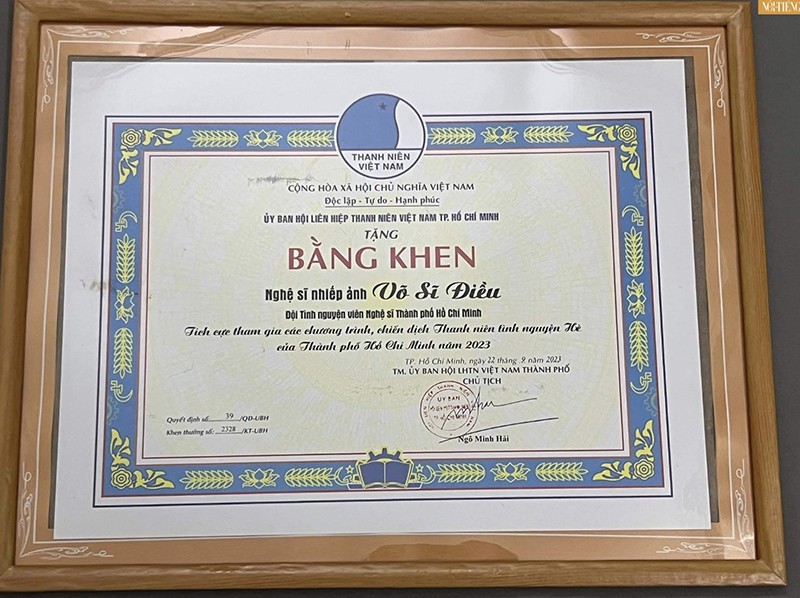 NỔI TIẾNG
THANH NIÊN
VIỆT NAM
CỘNG HÒA XÃ HỘI CHỦ NGHĨA VIỆT NAM
Độc lập - Tự do - Hạnh phúc
ỦY BAN HỘI LIÊN HIỆP THANH NIÊN VIỆT NAM TP. HỒ CHÍ MINH
TẶNG
BẰNG KHEN
Nghệ sĩ nhiếp ảnh Võ Sĩ Điều
Đội Tình nguyện viên Nghệ sĩ Thành phố Hồ Chí Minh
Tích cực tham gia các chương trình, chiến dịch Thanh niên tình nguyện Hè
của Thành phố Hồ Chí Minh năm 2023
TP. Hồ Chí Minh, ngày 22 tháng 9 năm 2023
TM. ỦY BAN HỘI LHTN VIỆT NAM THÀNH PHỐ
CHỦ TỊCH
ỦY BAN
Quyết định số: 39 /QĐ-UBH
Khen thưởng số: 2328 /KT-UBH
Ngô Minh Hải